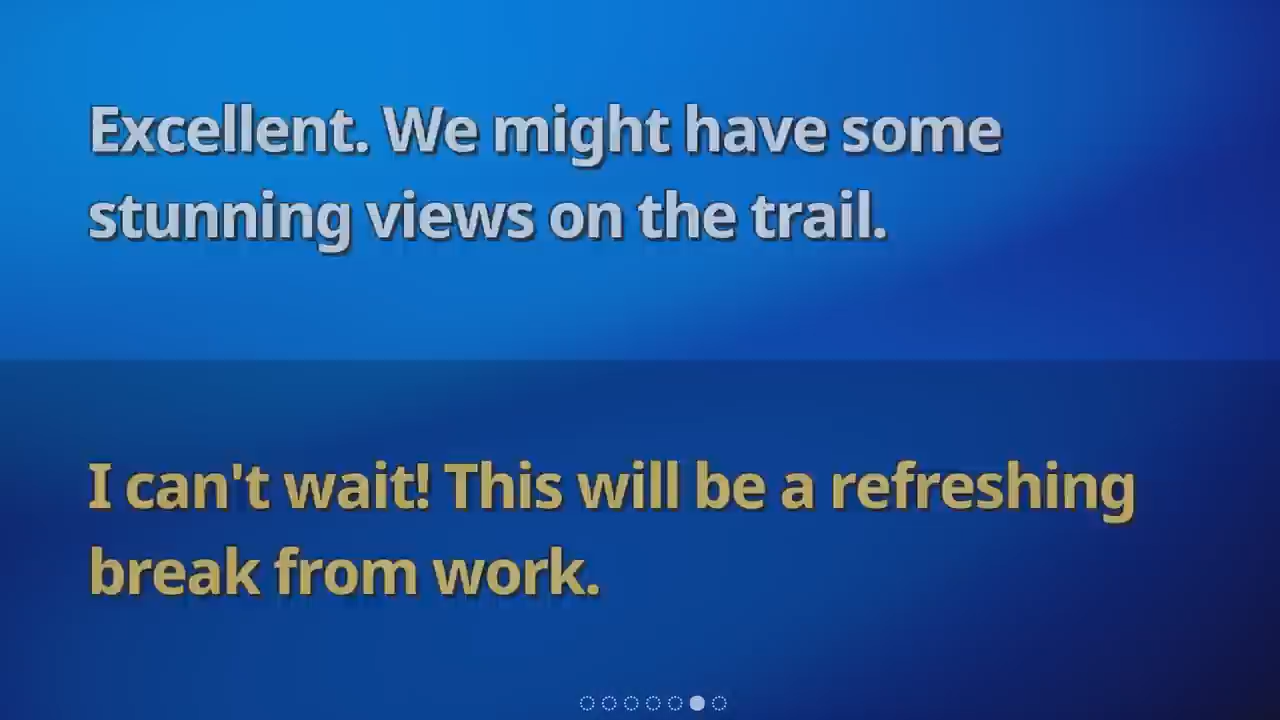 Excellent. We might have some
stunning views on the trail.
I can't wait! This will be a refreshing
break from work.